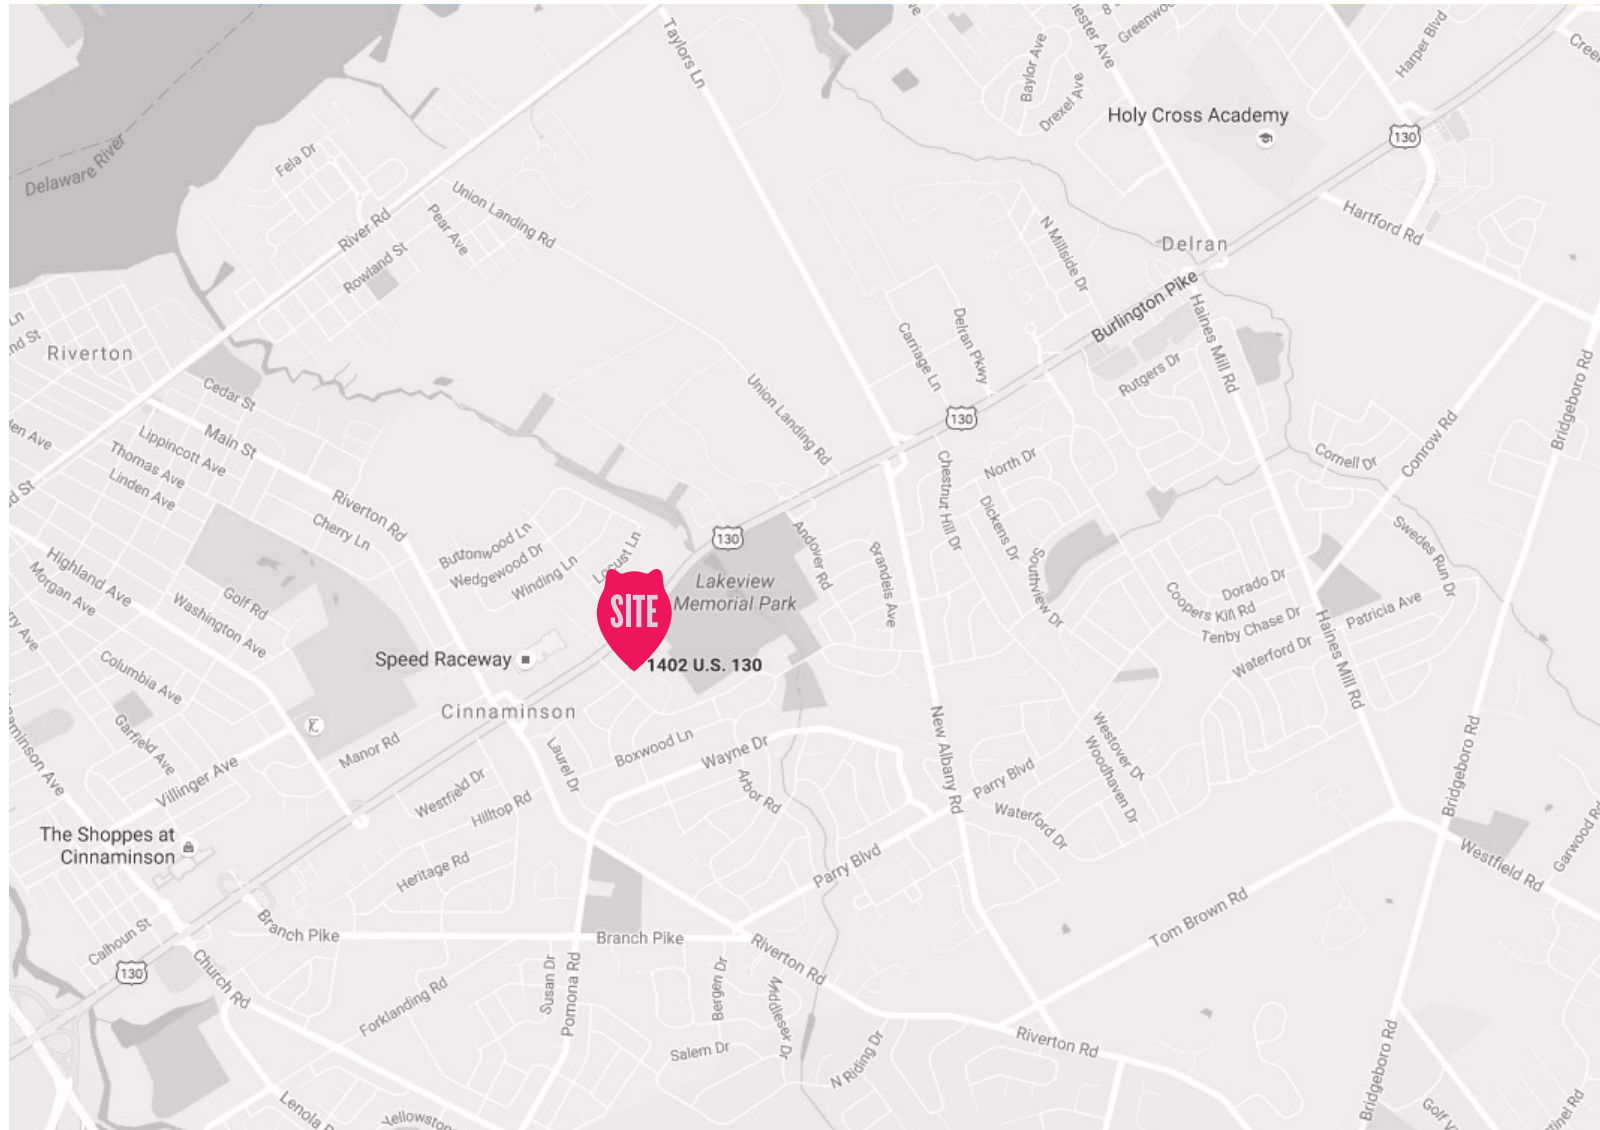 Taylors Ln
Baylor Ave
Drexel Ave
Harper Blvd
Holy Cross Academy
130
Delaware River
Fela Dr
River Rd
Rowland St
Pear Ave
Union Landing Rd
N Millside Dr
Delran
Hartford Rd
Burlington Pike
Haines Mill Rd
Rutgers Dr
Delran Pkwy
Carriage Ln
Riverton
Cedar St
Main St
Lippincott Ave
Thomas Ave
Linden Ave
Union Landing Rd
130
Bridgeboro Rd
Conrow Rd
Cornell Dr
North Dr
Chestnut Hill Dr
Dickens Dr
Southview Dr
Riverton Rd
Cherry Ln
Buttonwood Ln
Wedgewood Dr
Winding Ln
Locust Ln
130
Andover Rd
Brandeis Ave
Swedes Run Dr
Highland Ave
Morgan Ave
Golf Rd
Washington Ave
Columbia Ave
Garfield Ave
Lakeview
Memorial Park
SITE
1402 U.S. 130
Speed Raceway
Cinnaminson
Dorado Dr
Coopers Kill Rd
Tenby Chase Dr
Waterford Dr
Patricia Ave
Haines Mill Rd
Manor Rd
Villinger Ave
Westfield Dr
Hilltop Rd
Laurel Dr
Boxwood Ln
Wayne Dr
Arbor Rd
New Albany Rd
Parry Blvd
Waterford Dr
Westover Dr
Woodhaven Dr
Bridgeboro Rd
The Shoppes at
Cinnaminson
Heritage Rd
Parry Blvd
Westfield Rd
Tom Brown Rd
Calhoun St
Branch Pike
Branch Pike
Riverton Rd
130
Church Rd
Forklanding Rd
Susan Dr
Pomona Rd
Bergen Dr
Middlesex Dr
Salem Dr
N Riding Dr
Riverton Rd
Bridgeboro Rd